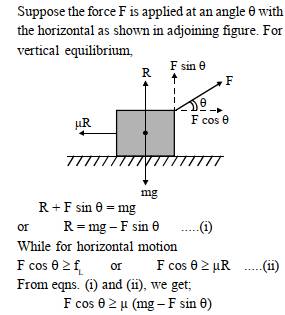 Suppose the force F is applied at an angle θ with
the horizontal as shown in adjoining figure. For
vertical equilibrium,
F sin θ
R
F
θ
F cos θ
μR
mg
R + F sin θ = mg
or R = mg – F sin θ .....(i)
While for horizontal motion
F cos θ ≥ fL or F cos θ ≥ μR .....(ii)
From eqns. (i) and (ii), we get;
F cos θ ≥ μ (mg – F sin θ)